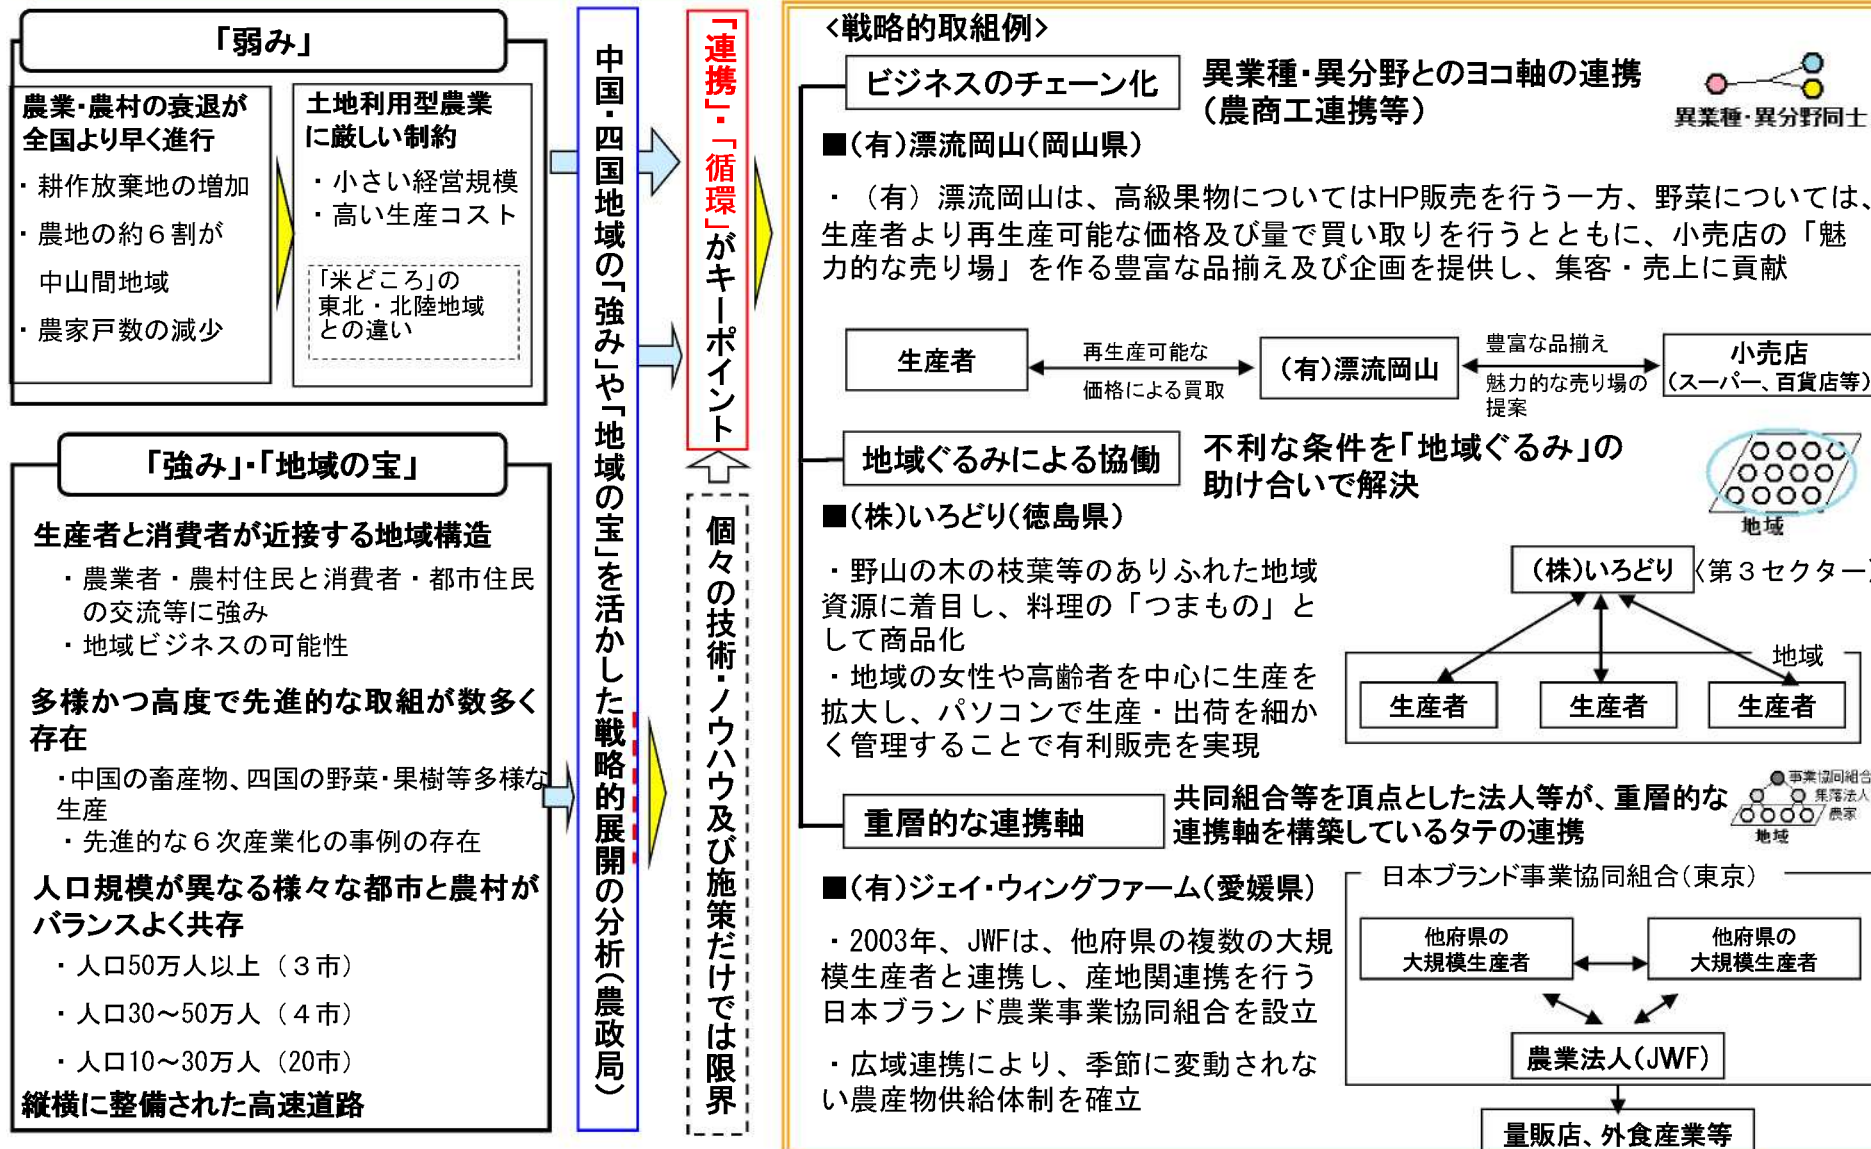 「弱み」
農業・農村の衰退が
全国より早く進行
・耕作放棄地の増加
・農地の約６割が
中山間地域
・農家戸数の減少
土地利用型農業
に厳しい制約
・小さい経営規模
・高い生産コスト
「米どころ」の
東北・北陸地域
との違い
「強み」・「地域の宝」
生産者と消費者が近接する地域構造
・農業者・農村住民と消費者・都市住民
の交流等に強み
・地域ビジネスの可能性
多様かつ高度で先進的な取組が数多く
存在
・中国の畜産物、四国の野菜・果樹等多様な
生産
・先進的な６次産業化の事例の存在
人口規模が異なる様々な都市と農村が
バランスよく共存
・人口50万人以上（３市）
・人口30～50万人（４市）
・人口10～30万人（20市）
縦横に整備された高速道路
中国・四国地域の「強み」や「地域の宝」を活かした戦略的展開の分析（農政局）
「連携」・「循環」がキーポイント
個々の技術・ノウハウ及び施策だけでは限界
<戦略的取組例>
ビジネスのチェーン化
異業種・異分野とのヨコ軸の連携
（農商工連携等）
異業種・異分野同士
■(有)漂流岡山(岡山県)
・（有）漂流岡山は、高級果物についてはHP販売を行う一方、野菜については、
生産者より再生産可能な価格及び量で買い取りを行うとともに、小売店の「魅
力的な売り場」を作る豊富な品揃え及び企画を提供し、集客・売上に貢献
生産者
再生産可能な
価格による買取
(有)漂流岡山
豊富な品揃え
魅力的な売り場の
提案
小売店
(スーパー、百貨店等)
地域ぐるみによる協働
不利な条件を「地域ぐるみ」の
助け合いで解決
地域
■(株)いろどり(徳島県)
・野山の木の枝葉等のありふれた地域
資源に着目し、料理の「つまもの」と
して商品化
・地域の女性や高齢者を中心に生産を
拡大し、パソコンで生産・出荷を細か
く管理することで有利販売を実現
(株)いろどり
(第３セクター)
地域
生産者
生産者
生産者
重層的な連携軸
共同組合等を頂点とした法人等が、重層的な
連携軸を構築しているタテの連携
事業協同組合
集落法人
農家
地域
■(有)ジェイ・ウィングファーム(愛媛県)
・2003年、JWFは、他府県の複数の大規
模生産者と連携し、産地関連携を行う
日本ブランド農業事業協同組合を設立
・広域連携により、季節に変動されな
い農産物供給体制を確立
日本ブランド事業協同組合(東京)
他府県の
大規模生産者
他府県の
大規模生産者
農業法人(JWF)
量販店、外食産業等